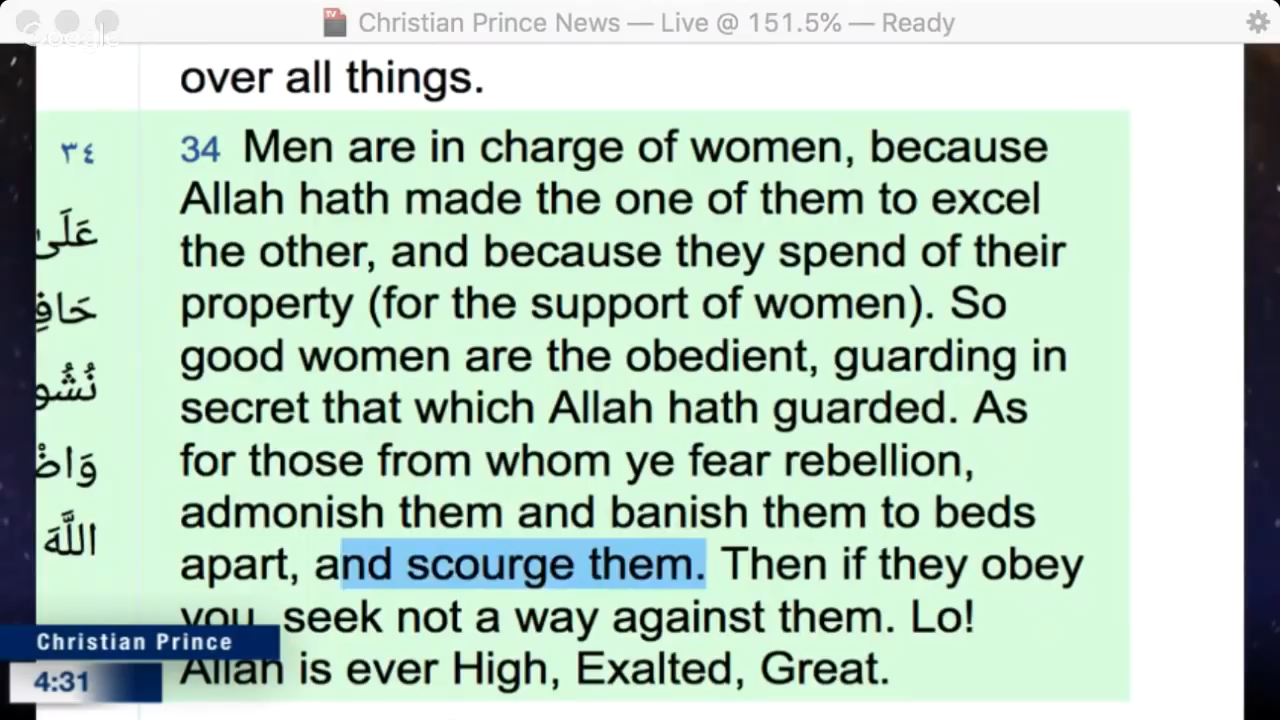 Christian Prince News — Live @ 151.5% — Ready
Google
over all things.
٣٤
34 Men are in charge of women, because
Allah hath made the one of them to excel
عَلَىٰ
the other, and because they spend of their
property (for the support of women). So
good women are the obedient, guarding in
secret that which Allah hath guarded. As
for those from whom ye fear rebellion,
admonish them and banish them to beds
اللَّهَ
apart, and scourge them. Then if they obey
you, seek not a way against them. Lo!
Allah is ever High, Exalted, Great.
Christian Prince
4:31